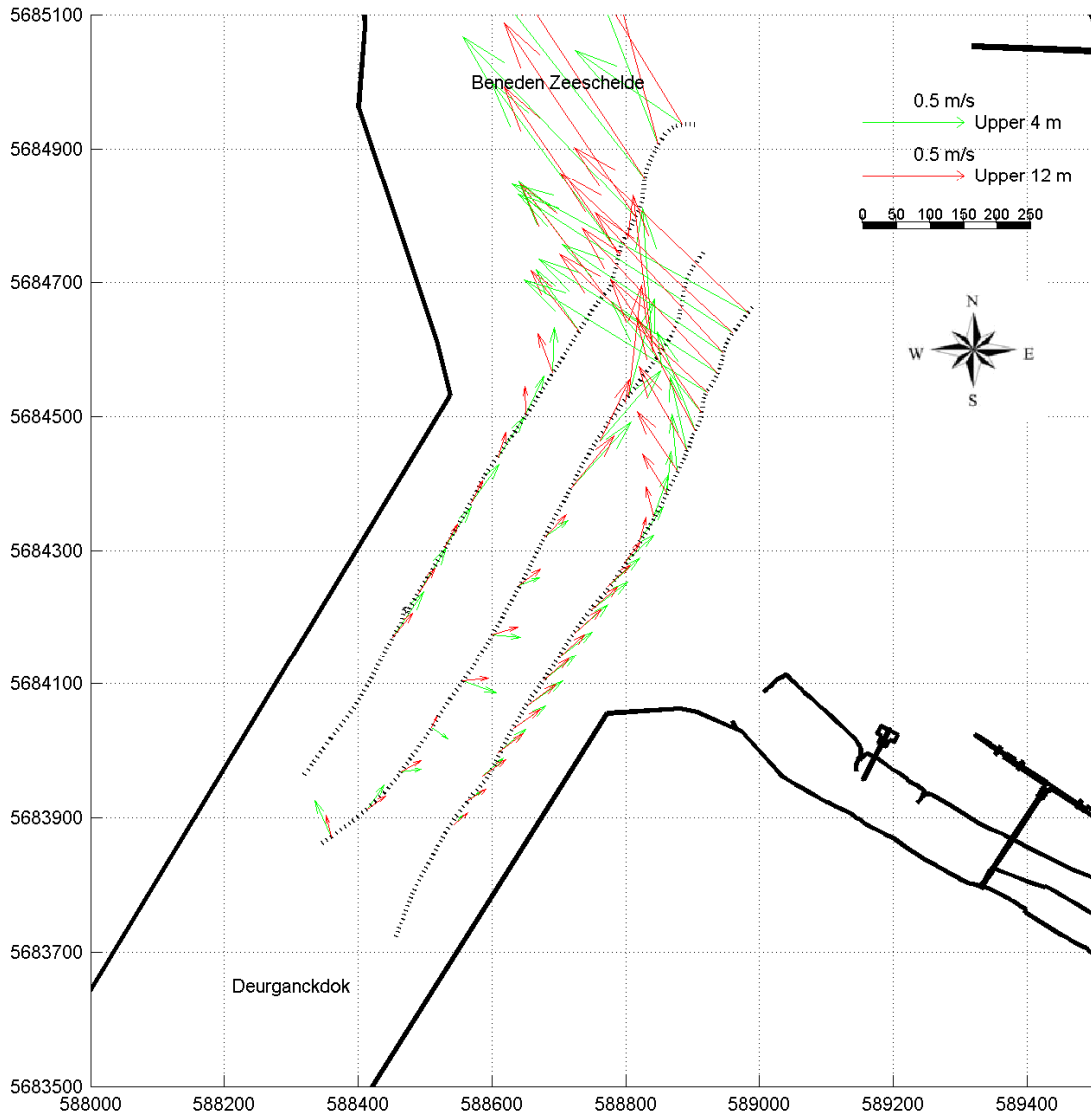 5685100
5684900
5684700
5684500
5684300
5684100
5683900
5683700
5683500
Beneden Zeeschelde
0.5 m/s
Upper 4 m
0.5 m/s
Upper 12 m
0 50 100 150 200 250
N
W E
S
Deurganckdok
588000 588200 588400 588600 588800 589000 589200 589400